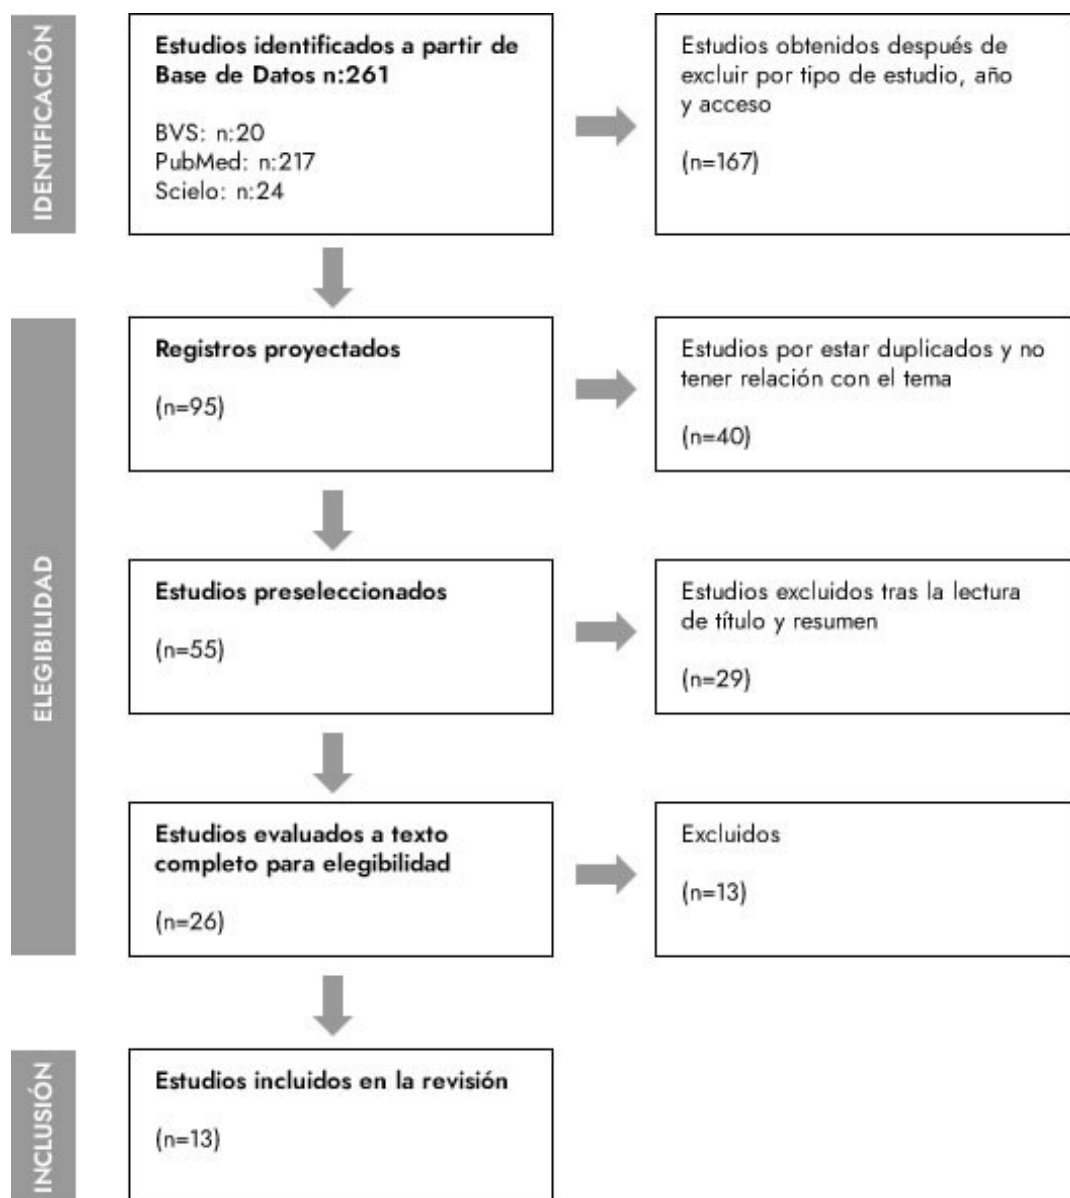 IDENTIFICACIÓN
Estudios identificados a partir de
Base de Datos n:261
BVS: n:20
PubMed: n:217
Scielo: n:24
Estudios obtenidos después de
excluir por tipo de estudio, año
y acceso
(n=167)
ELEGIBILIDAD
Registros proyectados
(n=95)
Estudios por estar duplicados y no
tener relación con el tema
(n=40)
Estudios preseleccionados
(n=55)
Estudios excluidos tras la lectura
de título y resumen
(n=29)
Estudios evaluados a texto
completo para elegibilidad
(n=26)
Excluidos
(n=13)
INCLUSIÓN
Estudios incluidos en la revisión
(n=13)